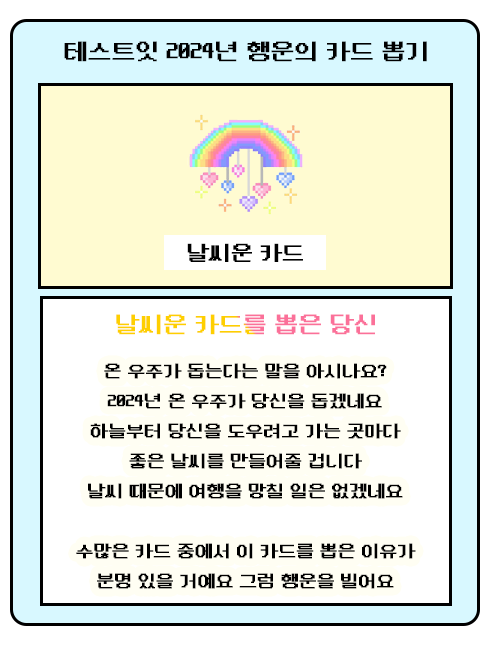 테스트잇 2024년 행운의 카드 뽑기
날씨운 카드
날씨운 카드를 뽑은 당신
온 우주가 돕는다는 말을 아시나요?
2024년 온 우주가 당신을 돕겠네요
하늘부터 당신을 도우려고 가는 곳마다
좋은 날씨를 만들어줄 겁니다
날씨 때문에 여행을 망칠 일은 없겠네요
수많은 카드 중에서 이 카드를 뽑은 이유가
분명 있을 거예요 그럼 행운을 빌어요